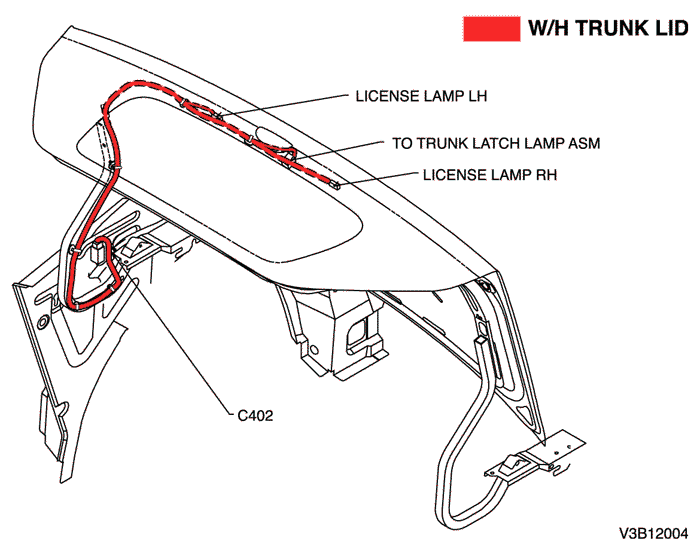 W/H TRUNK LID
LICENSE LAMP LH
TO TRUNK LATCH LAMP ASM
LICENSE LAMP RH
C402
V3B12004